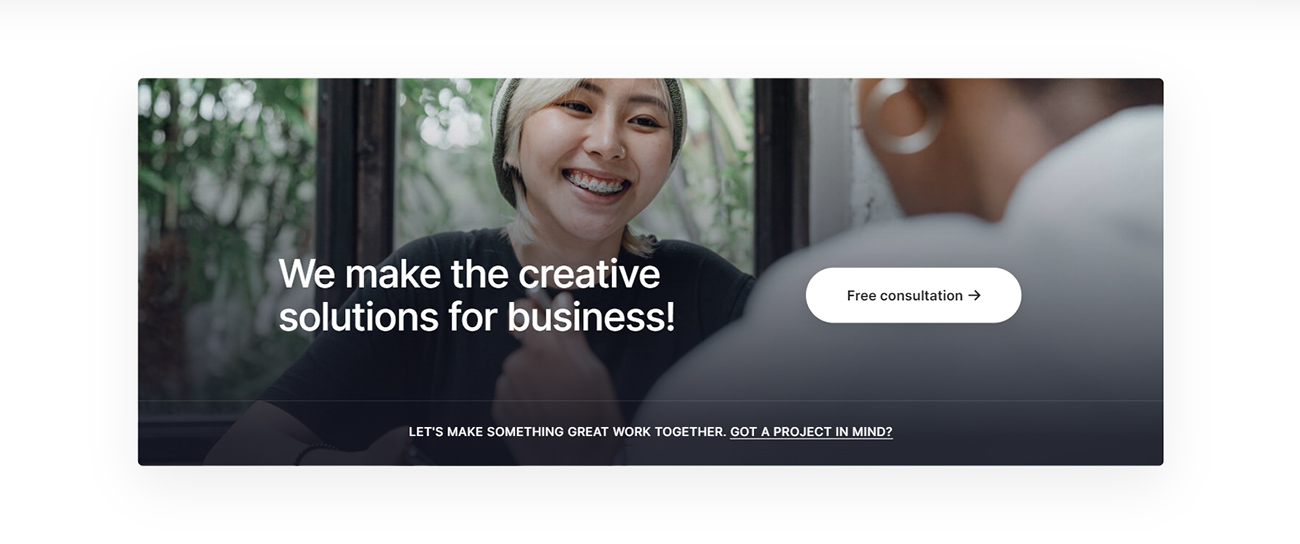 We make the creative
solutions for business!
Free consultation →
LET'S MAKE SOMETHING GREAT WORK TOGETHER. GOT A PROJECT IN MIND?